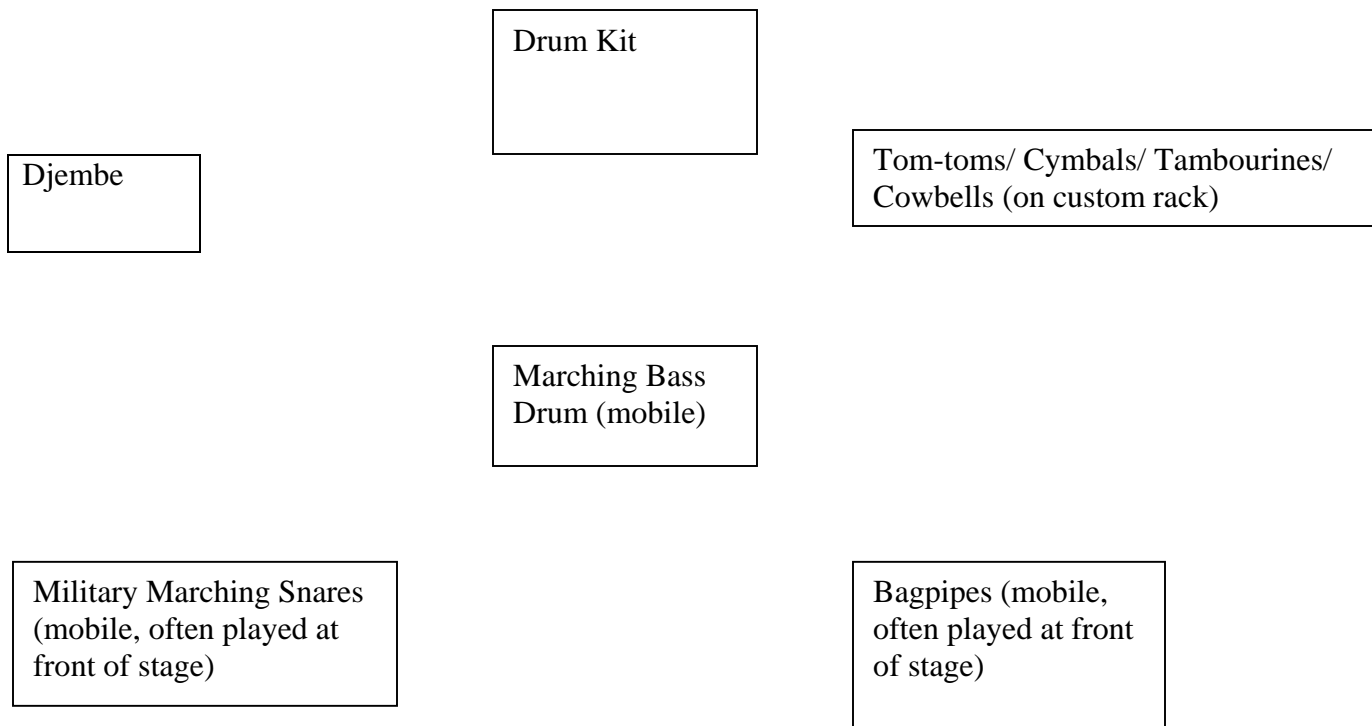 Drum Kit
Djembe
Tom-toms/ Cymbals/ Tambourines/
Cowbells (on custom rack)
Marching Bass
Drum (mobile)
Military Marching Snares
(mobile, often played at
front of stage)
Bagpipes (mobile,
often played at front
of stage)